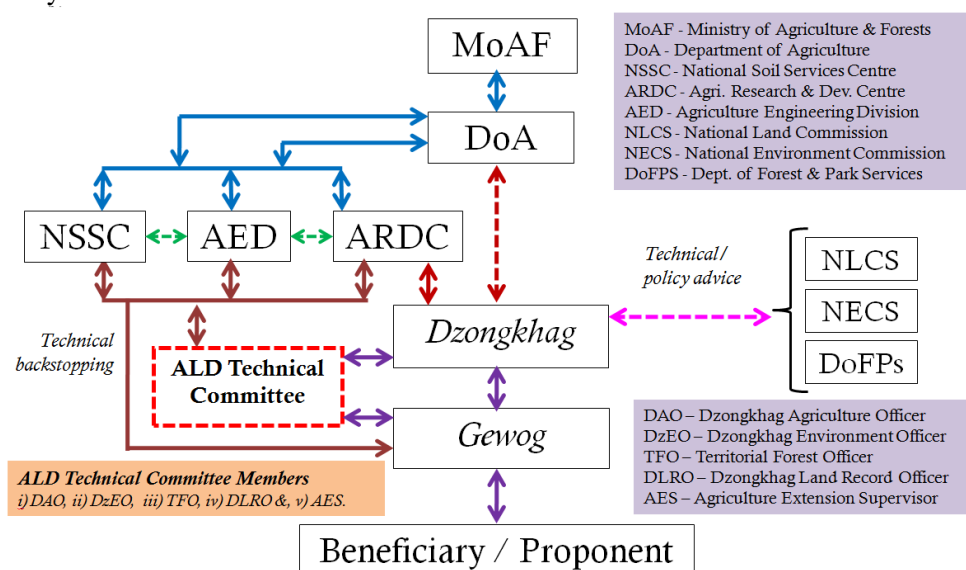 y,
MoAF
DoA
MoAF - Ministry of Agriculture & Forests
DoA - Department of Agriculture
NSSC - National Soil Services Centre
ARDC - Agri. Research & Dev. Centre
AED - Agriculture Engineering Division
NLCS - National Land Commission
NECS - National Environment Commission
DoFPS - Dept. of Forest & Park Services
NSSC
AED
ARDC
Technical/
policy advice
NLCS
NECS
DoFPs
Dzongkhag
Technical
backstopping
ALD Technical
Committee
Gewog
DAO – Dzongkhag Agriculture Officer
DzEO – Dzongkhag Environment Officer
TFO – Territorial Forest Officer
DLRO – Dzongkhag Land Record Officer
AES – Agriculture Extension Supervisor
ALD Technical Committee Members
i) DAO, ii) DzEO, iii) TFO, iv) DLRO &, v) AES.
Beneficiary / Proponent